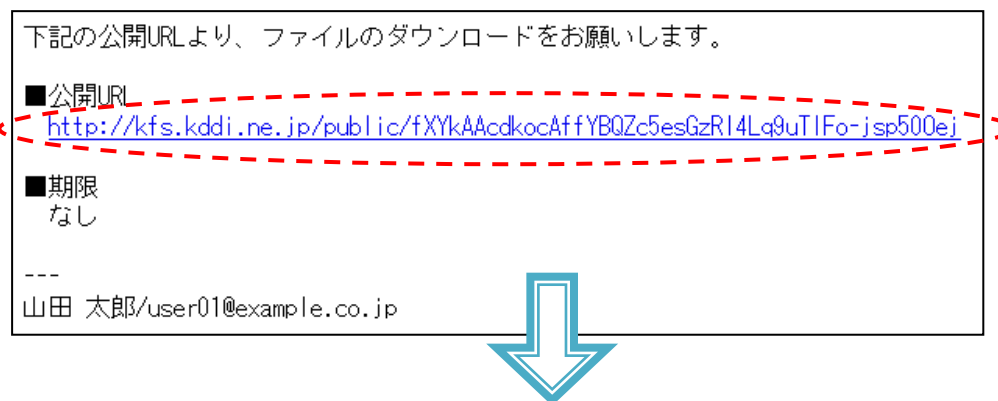 下記の公開URLより、ファイルのダウンロードをお願いします。
■公開URL
http://kfs.kddi.ne.jp/public/fXYkAAcdkocAffYBQZc5esGzRl4Lq9uTlFo-jsp500ej
■期限
なし
---
山田 太郎/user01@example.co.jp